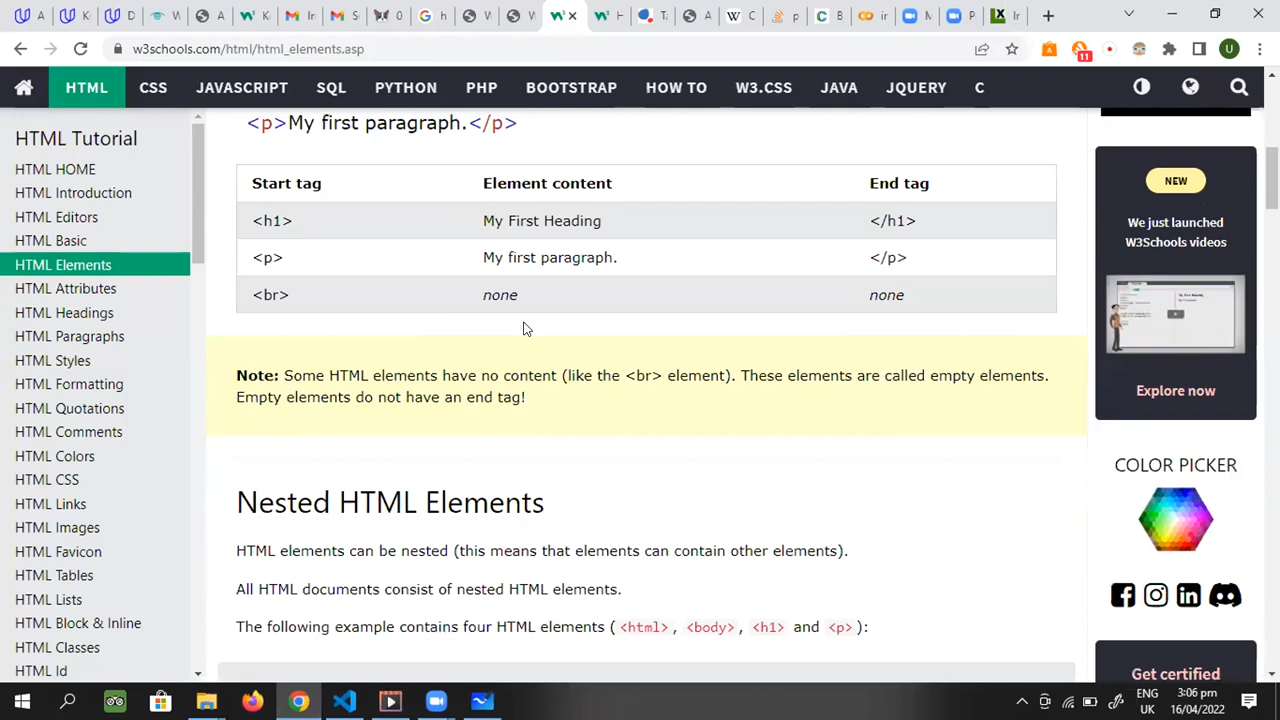 w3schools.com/html/html_elements.asp
11
U
HTML CSS JAVASCRIPT SQL PYTHON PHP BOOTSTRAP HOW TO W3.CSS JAVA JQUERY C
HTML Tutorial
HTML HOME
HTML Introduction
HTML Editors
HTML Basic
HTML Elements
HTML Attributes
HTML Headings
HTML Paragraphs
HTML Styles
HTML Formatting
HTML Quotations
HTML Comments
HTML Colors
HTML CSS
HTML Links
HTML Images
HTML Favicon
HTML Tables
HTML Lists
HTML Block & Inline
HTML Classes
HTML Id
<p>My first paragraph.</p>
Start tag Element content End tag
<h1> My First Heading </h1>
<p> My first paragraph. </p>
<br> none none
Note: Some HTML elements have no content (like the <br> element). These elements are called empty elements.
Empty elements do not have an end tag!
Nested HTML Elements
HTML elements can be nested (this means that elements can contain other elements).
All HTML documents consist of nested HTML elements.
The following example contains four HTML elements ( <html> , <body> , <h1> and <p> ):
NEW
We just launched
W3Schools videos
Explore now
COLOR PICKER
Get certified
ENG
UK
3:06 pm
16/04/2022